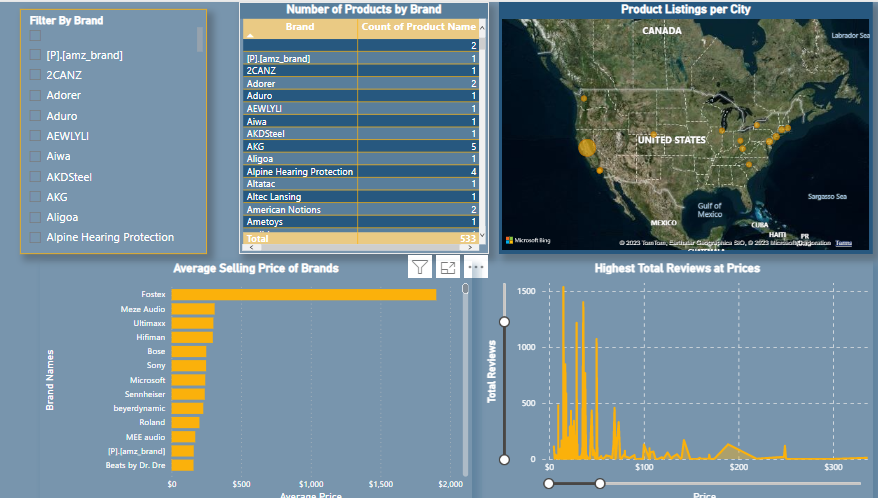 Filter By Brand
[P].[amz_brand]
2CANZ
Adorer
Aduro
AEWLYLI
Aiwa
AKDSteel
AKG
Aligoa
Alpine Hearing Protection
Number of Products by Brand
Brand Count of Product Name
2
[P].[amz_brand] 1
2CANZ 1
Adorer 2
Aduro 1
AEWLYLI 1
Aiwa 1
AKDSteel 1
AKG 5
Aligoa 1
Alpine Hearing Protection 4
Altatac 1
Altec Lansing 1
American Notions 2
Ametoys 1
Total 533
Product Listings per City
CANADA
Labrador Sea
UNITED STATES
Sargasso Sea
Gulf of
Mexico
MEXICO
CUBA
HAITI PR
Microsoft Bing
© 2023 TomTom, Earthstar Geographics SIO, © 2023 Microsoft Corporation Terms
GUATEMALA
Average Selling Price of Brands
Brand Names
Fostex
Meze Audio
Ultimaxx
Hifiman
Bose
Sony
Microsoft
Sennheiser
beyerdynamic
Roland
MEE audio
[P].[amz_brand]
Beats by Dr. Dre
$0 $500 $1,000 $1,500 $2,000
Average Price
Highest Total Reviews at Prices
Total Reviews
1500
1000
500
0
$0 $100 $200 $300
Price